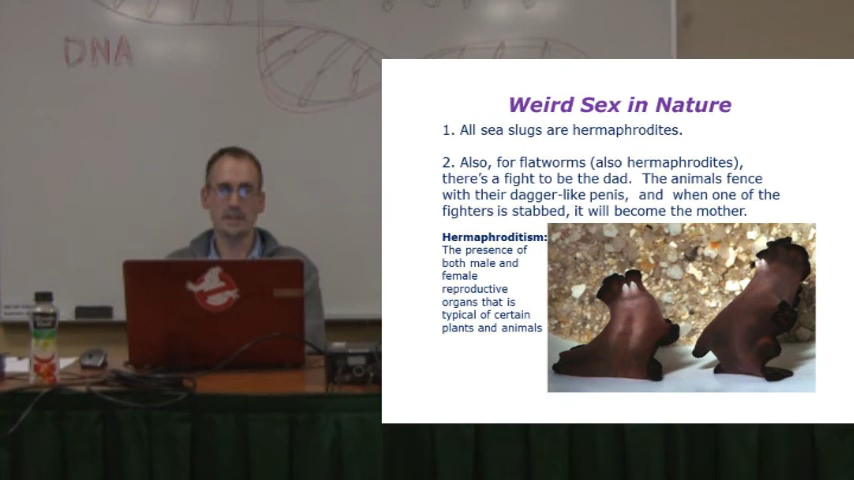 DNA
Weird Sex in Nature
1. All sea slugs are hermaphrodites.
2. Also, for flatworms (also hermaphrodites),
there's a fight to be the dad.  The animals fence
with their dagger-like penis,  and  when one of the
fighters is stabbed, it will become the mother.
Hermaphroditism:
The presence of
both male and
female
reproductive
organs that is
typical of certain
plants and animals